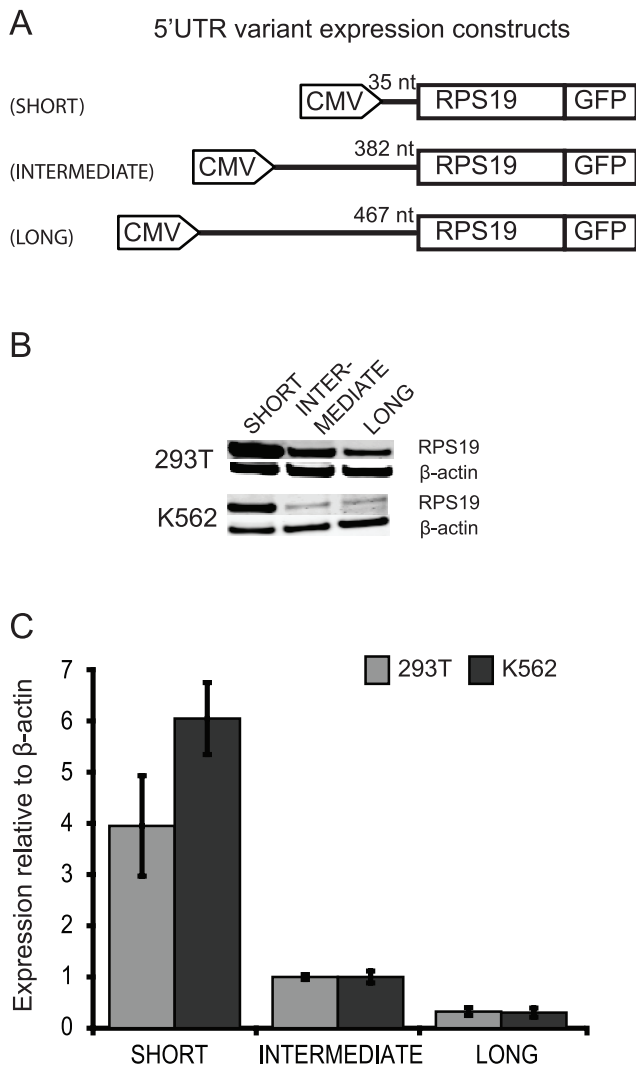 A
5'UTR variant expression constructs
(SHORT)
CMV
35 nt
RPS19
GFP
(INTERMEDIATE)
CMV
382 nt
RPS19
GFP
(LONG)
CMV
467 nt
RPS19
GFP
B
SHORT
INTER-
MEDIATE
LONG
293T
RPS19
β-actin
K562
RPS19
β-actin
C
293T
K562
Expression relative to β-actin
7
6
5
4
3
2
1
0
SHORT
INTERMEDIATE
LONG